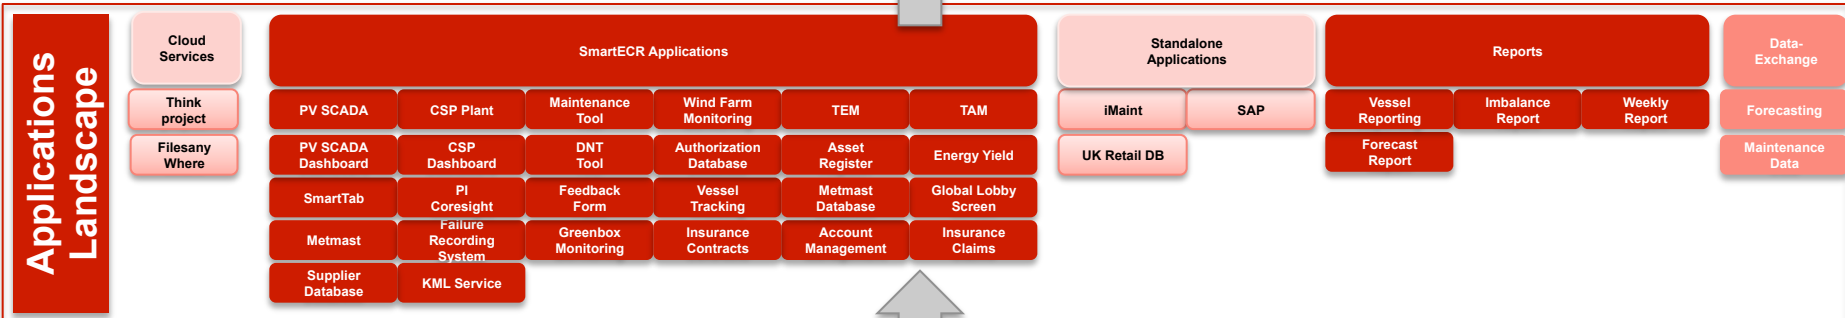 Applications
Landscape
Cloud
Services
Think
project
Filesany
Where
SmartECR Applications
PV SCADA
CSP Plant
Maintenance
Tool
Wind Farm
Monitoring
TEM
TAM
PV SCADA
Dashboard
CSP
Dashboard
DNT
Tool
Authorization
Database
Asset
Register
Energy Yield
SmartTab
PI
Coresight
Feedback
Form
Vessel
Tracking
Metmast
Database
Global Lobby
Screen
Metmast
Failure
Recording
System
Greenbox
Monitoring
Insurance
Contracts
Account
Management
Insurance
Claims
Supplier
Database
KML Service
Standalone
Applications
iMaint
SAP
UK Retail DB
Reports
Vessel
Reporting
Imbalance
Report
Weekly
Report
Forecast
Report
Data-
Exchange
Forecasting
Maintenance
Data